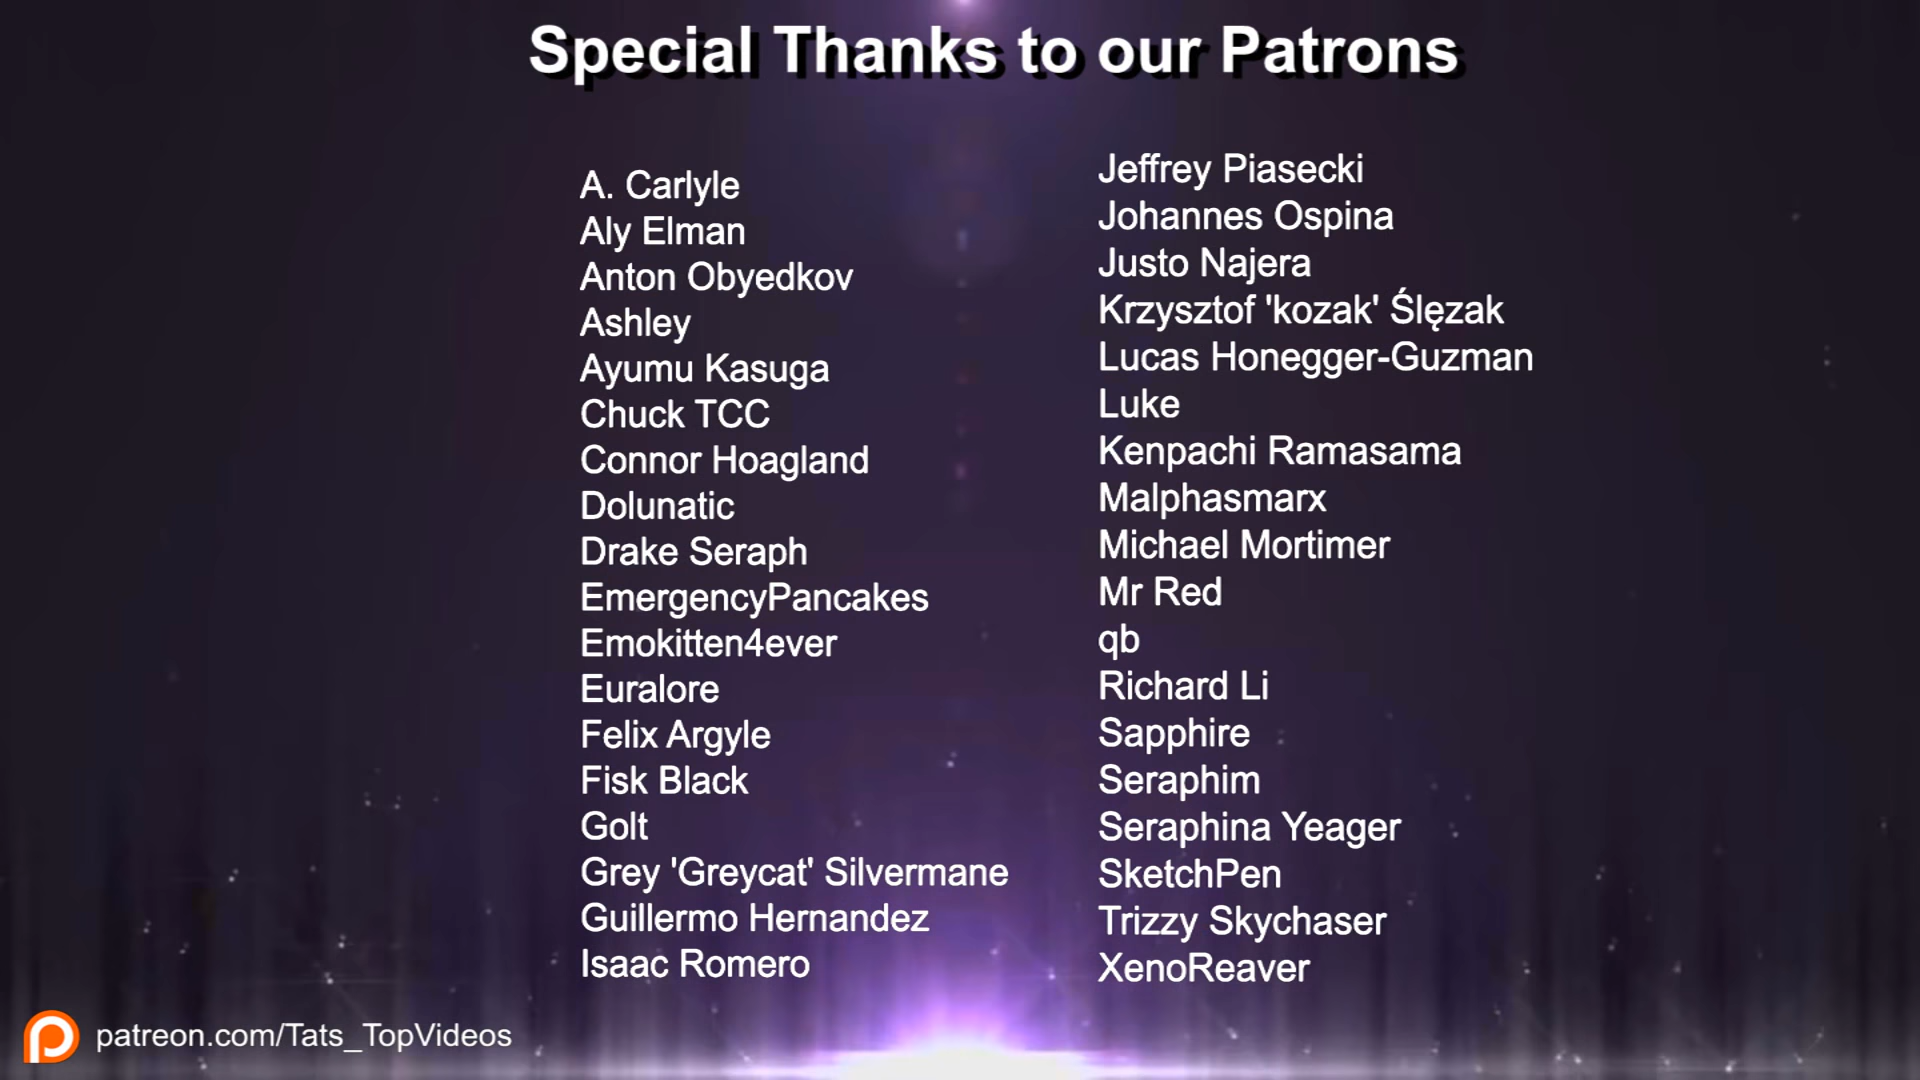 Special Thanks to our Patrons
A. Carlyle
Aly Elman
Anton Obyedkov
Ashley
Ayumu Kasuga
Chuck TCC
Connor Hoagland
Dolunatic
Drake Seraph
EmergencyPancakes
Emokitten4ever
Euralore
Felix Argyle
Fisk Black
Golt
Grey 'Greycat' Silvermane
Guillermo Hernandez
Isaac Romero
Jeffrey Piasecki
Johannes Ospina
Justo Najera
Krzysztof 'kozak' Ślęzak
Lucas Honegger-Guzman
Luke
Kenpachi Ramasama
Malphasmarx
Michael Mortimer
Mr Red
qb
Richard Li
Sapphire
Seraphim
Seraphina Yeager
SketchPen
Trizzy Skychaser
XenoReaver
patreon.com/Tats_TopVideos